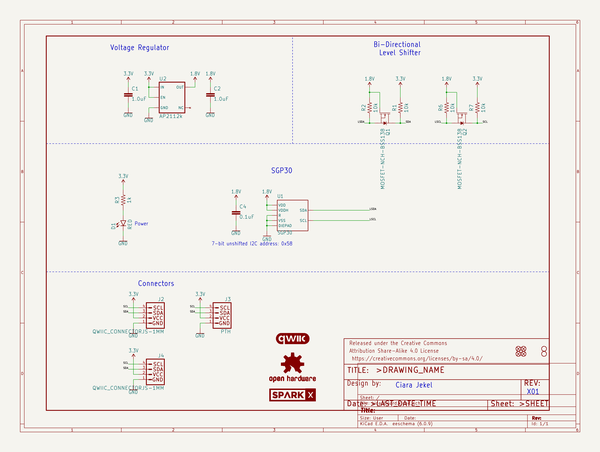 Voltage Regulator
Bi-Directional
Level Shifter
3.3V 3.3V 1.8V 1.8V
U2
C1
1.0uF
IN OUT
EN
GND NC
AP2112K
C2
1.0uF
GND GND GND
1.8V 3.3V 1.8V 3.3V
R2 10k R1 10k R6 10k R7 10k
Q1
MOSFET-NCH-BSS138
Q2
MOSFET-NCH-BSS138
SGP30
3.3V
R3
1k
D1
RED
Power
GND
1.8V 1.8V
U1
C4
0.1uF
VDD
VDDH
R
VSS
DIEPAD
SDA
SCL
SGP30
GND GND
7-bit unshifted I2C address: 0x58
Connectors
3.3V
J2
SCL
SDA
VCC
GND
QWIIC_CONNECTORJS-1MM
GND
3.3V
J3
SCL
SDA
VCC
GND
PTH
GND
3.3V
J4
SCL
SDA
VCC
GND
QWIIC_CONNECTORJS-1MM
GND
qwiic
open hardware
SPARK X
Released under the Creative Commons
Attribution Share-Alike 4.0 License
https://creativecommons.org/licenses/by-sa/4.0/
TITLE: >DRAWING_NAME
Design by: Ciara Jekel
REV:
X01
Sheet: /
Date: >LAST_DATE_TIME
Sheet: >SHEET
Title:
Size: User Date:
Rev:
KiCad E.D.A. eeschema (6.0.9)
Id: 1/1